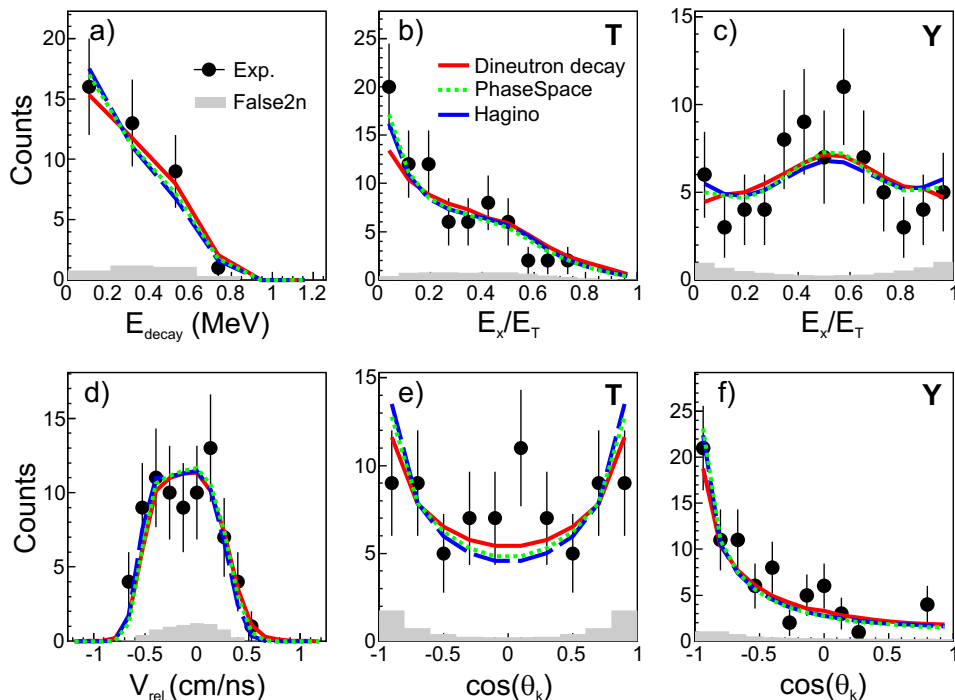 a)
Exp.
False2n
Counts
0
5
10
15
20
0
0.2
0.4
0.6
0.8
1
1.2
E_decay (MeV)
b)
T
Dineutron decay
PhaseSpace
Hagino
0
5
10
15
20
25
0
0.2
0.4
0.6
0.8
1
E_x/E_T
c)
Y
0
5
10
15
0
0.2
0.4
0.6
0.8
1
E_x/E_T
d)
Counts
0
5
10
15
-1
-0.5
0
0.5
1
V_rel (cm/ns)
e)
T
0
5
10
15
-1
-0.5
0
0.5
1
cos(θ_k)
f)
Y
0
5
10
15
20
25
-1
-0.5
0
0.5
1
cos(θ_k)